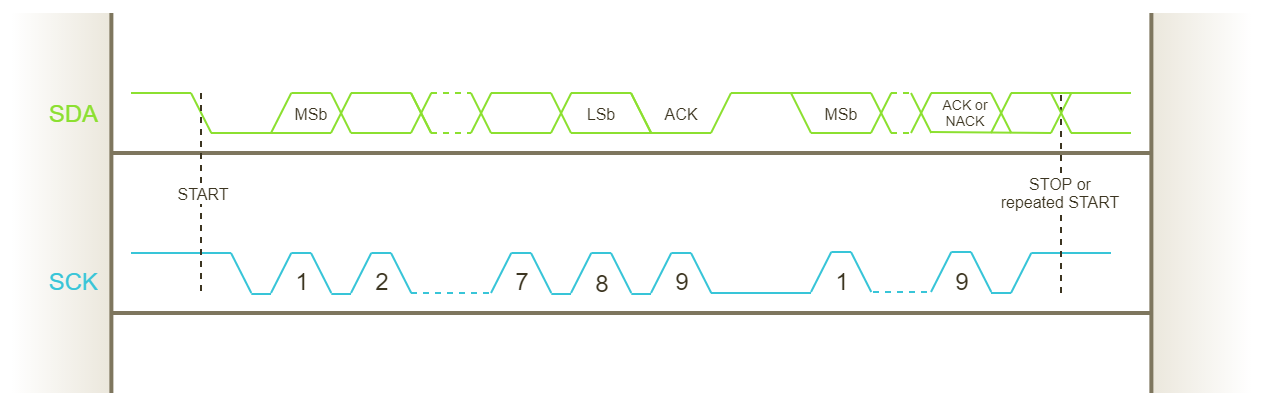 SDA
MSb
LSb
ACK
MSb
ACK or
NACK
START
STOP or
repeated START
SCK
1
2
7
8
9
1
9